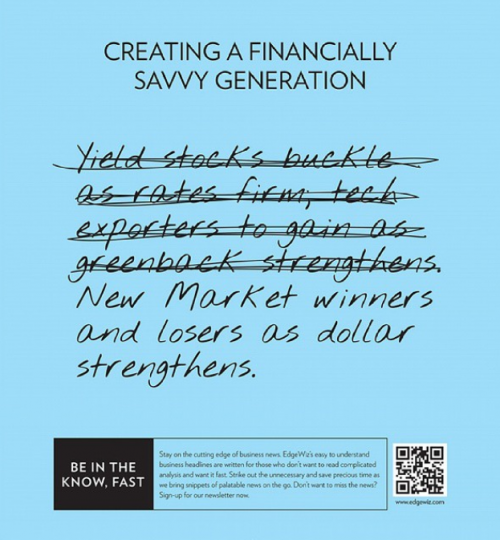 CREATING A FINANCIALLY
SAVVY GENERATION
Yield stocks buckle
as rates firm, tech
exporters to gain as
greenback strengthens.
New Market winners
and losers as dollar
strengthens.
BE IN THE
KNOW, FAST
Stay on the cutting edge of business news. EdgeWiz's easy to understand
business headlines are written for those who don't want to read complicated
analysis and want it fast. Strike out the unnecessary and save precious time as
we bring snippets of palatable news on the go. Don't want to miss the news?
Sign-up for our newsletter now.
www.edgewiz.com